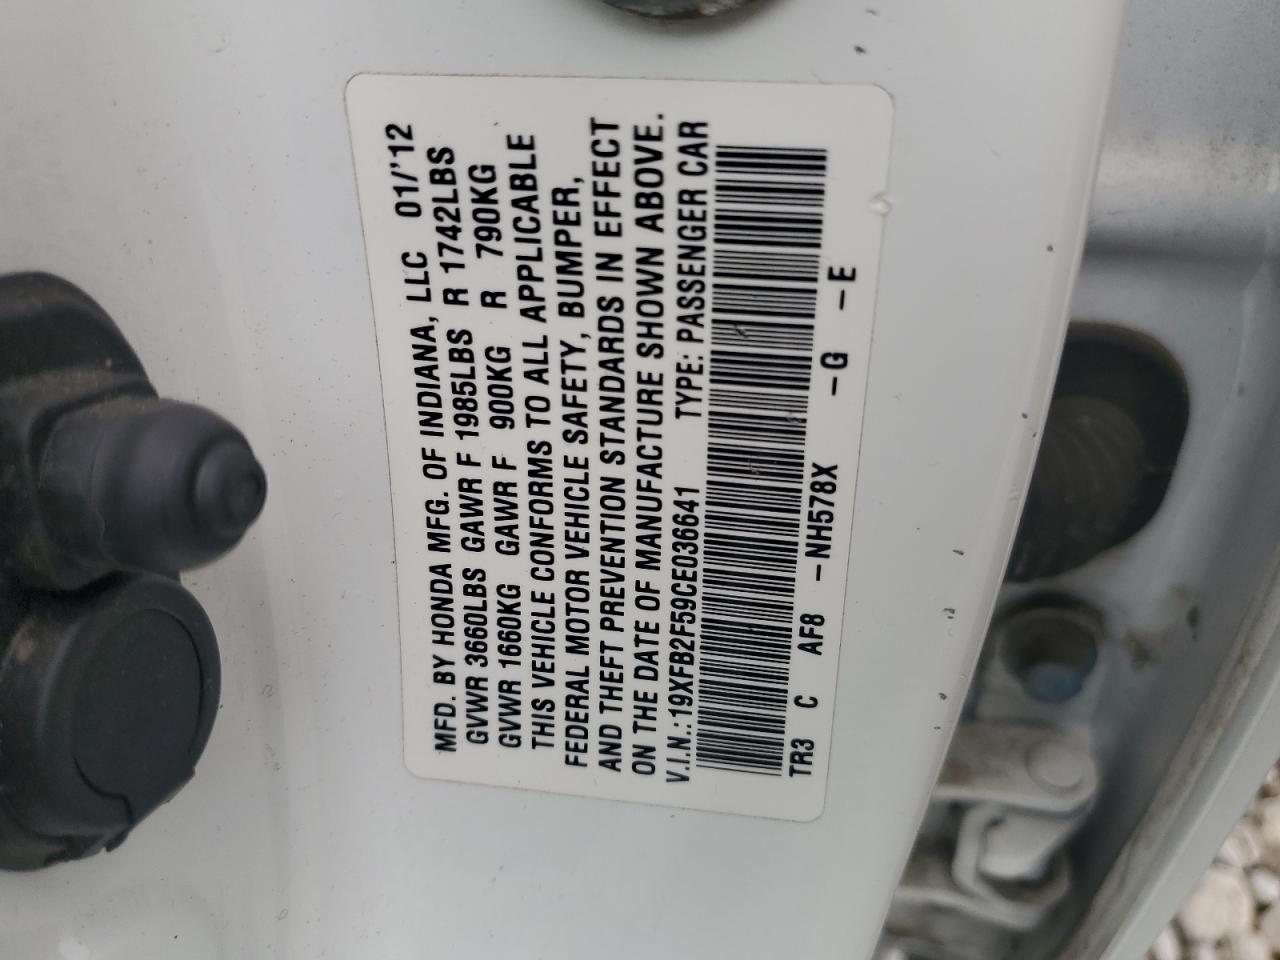 MFD. BY HONDA MFG. OF INDIANA, LLC 01/'12
GVWR 3660LBS GAWR F 1985LBS R 1742LBS
GVWR 1660KG GAWR F 900KG R 790KG
THIS VEHICLE CONFORMS TO ALL APPLICABLE
FEDERAL MOTOR VEHICLE SAFETY, BUMPER,
AND THEFT PREVENTION STANDARDS IN EFFECT
ON THE DATE OF MANUFACTURE SHOWN ABOVE.
V.I.N.: 19XFB2F59CE036641 TYPE: PASSENGER CAR
TR3 C AF8 -NH578X -G -E